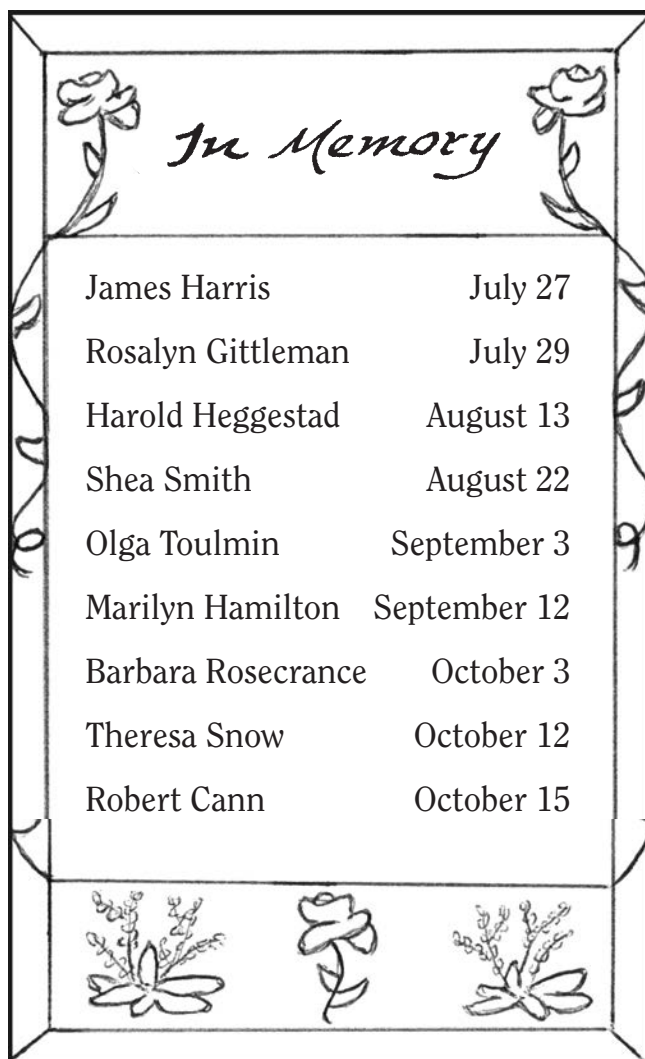 In Memory
James Harris July 27
Rosalyn Gittleman July 29
Harold Heggestad August 13
Shea Smith August 22
Olga Toulmin September 3
Marilyn Hamilton September 12
Barbara Rosecrance October 3
Theresa Snow October 12
Robert Cann October 15